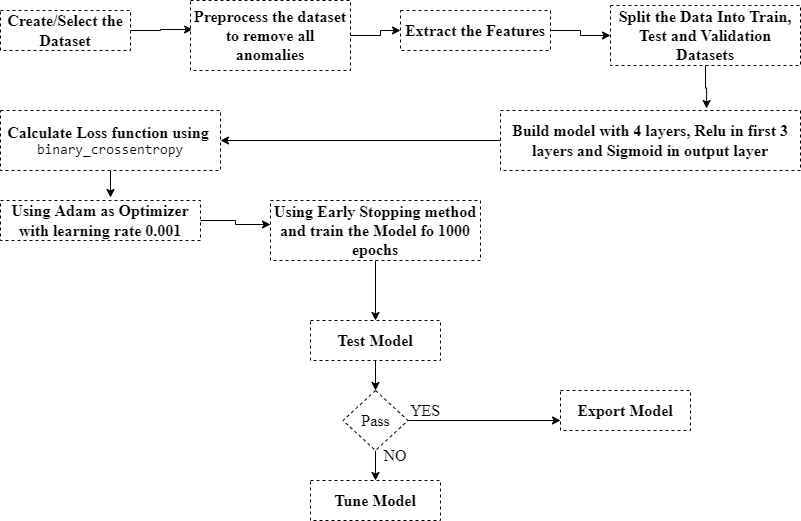 Create/Select the
Dataset
Preprocess the dataset
to remove all
anomalies
Extract the Features
Split the Data Into Train,
Test and Validation
Datasets
Build model with 4 layers, Relu in first 3
layers and Sigmoid in output layer
Calculate Loss function using
binary_crossentropy
Using Adam as Optimizer
with learning rate 0.001
Using Early Stopping method
and train the Model fo 1000
epochs
Test Model
Pass
YES
Export Model
NO
Tune Model